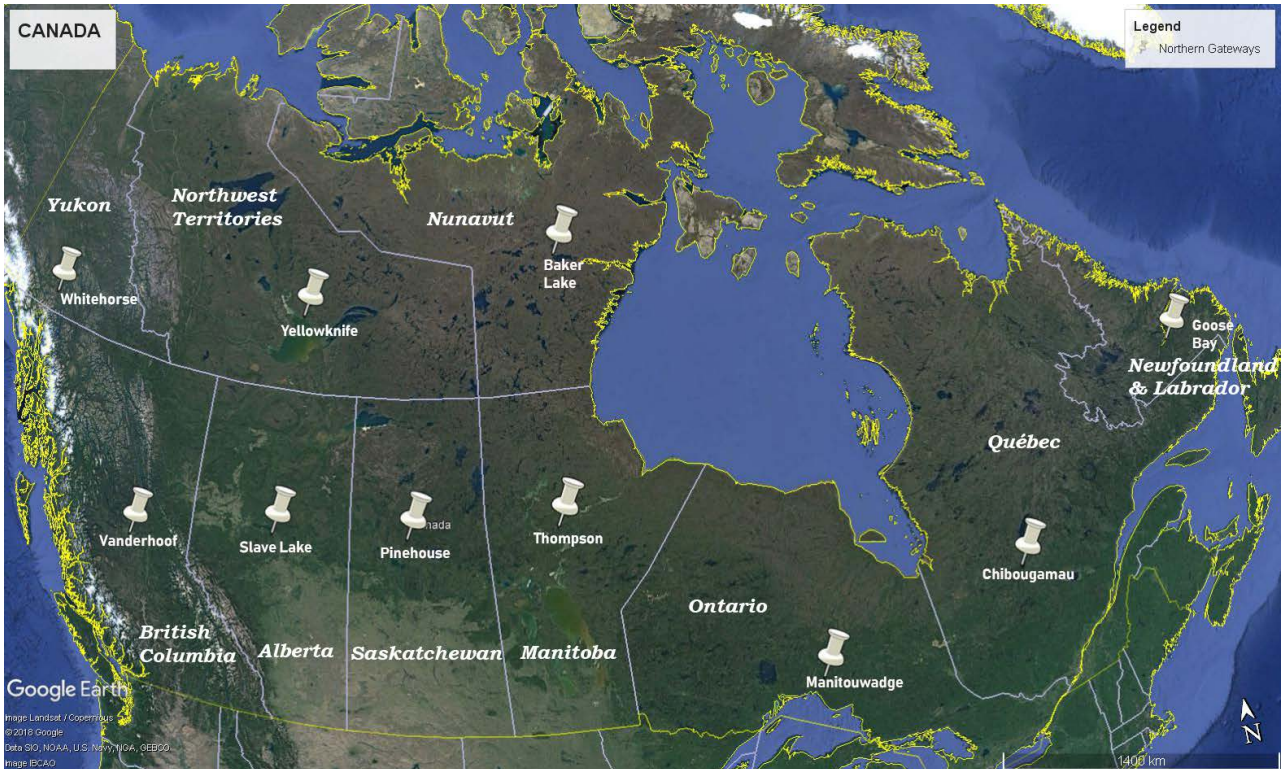 CANADA
Legend
Northern Gateways
Yukon
Northwest
Territories
Nunavut
Whitehorse
Yellowknife
Baker
Lake
Goose
Bay
Newfoundland
& Labrador
Québec
Vanderhoof
Slave Lake
Pinehouse
nada
Thompson
Chibougamau
Ontario
British
Columbia
Alberta
Saskatchewan
Manitoba
Manitouwadge
Google Earth
Image Landsat / Copernicus
©2018 Google
Data SIO, NOAA, U.S. Navy, NGA, GEBCO
Image IBCAO
N
1400 km